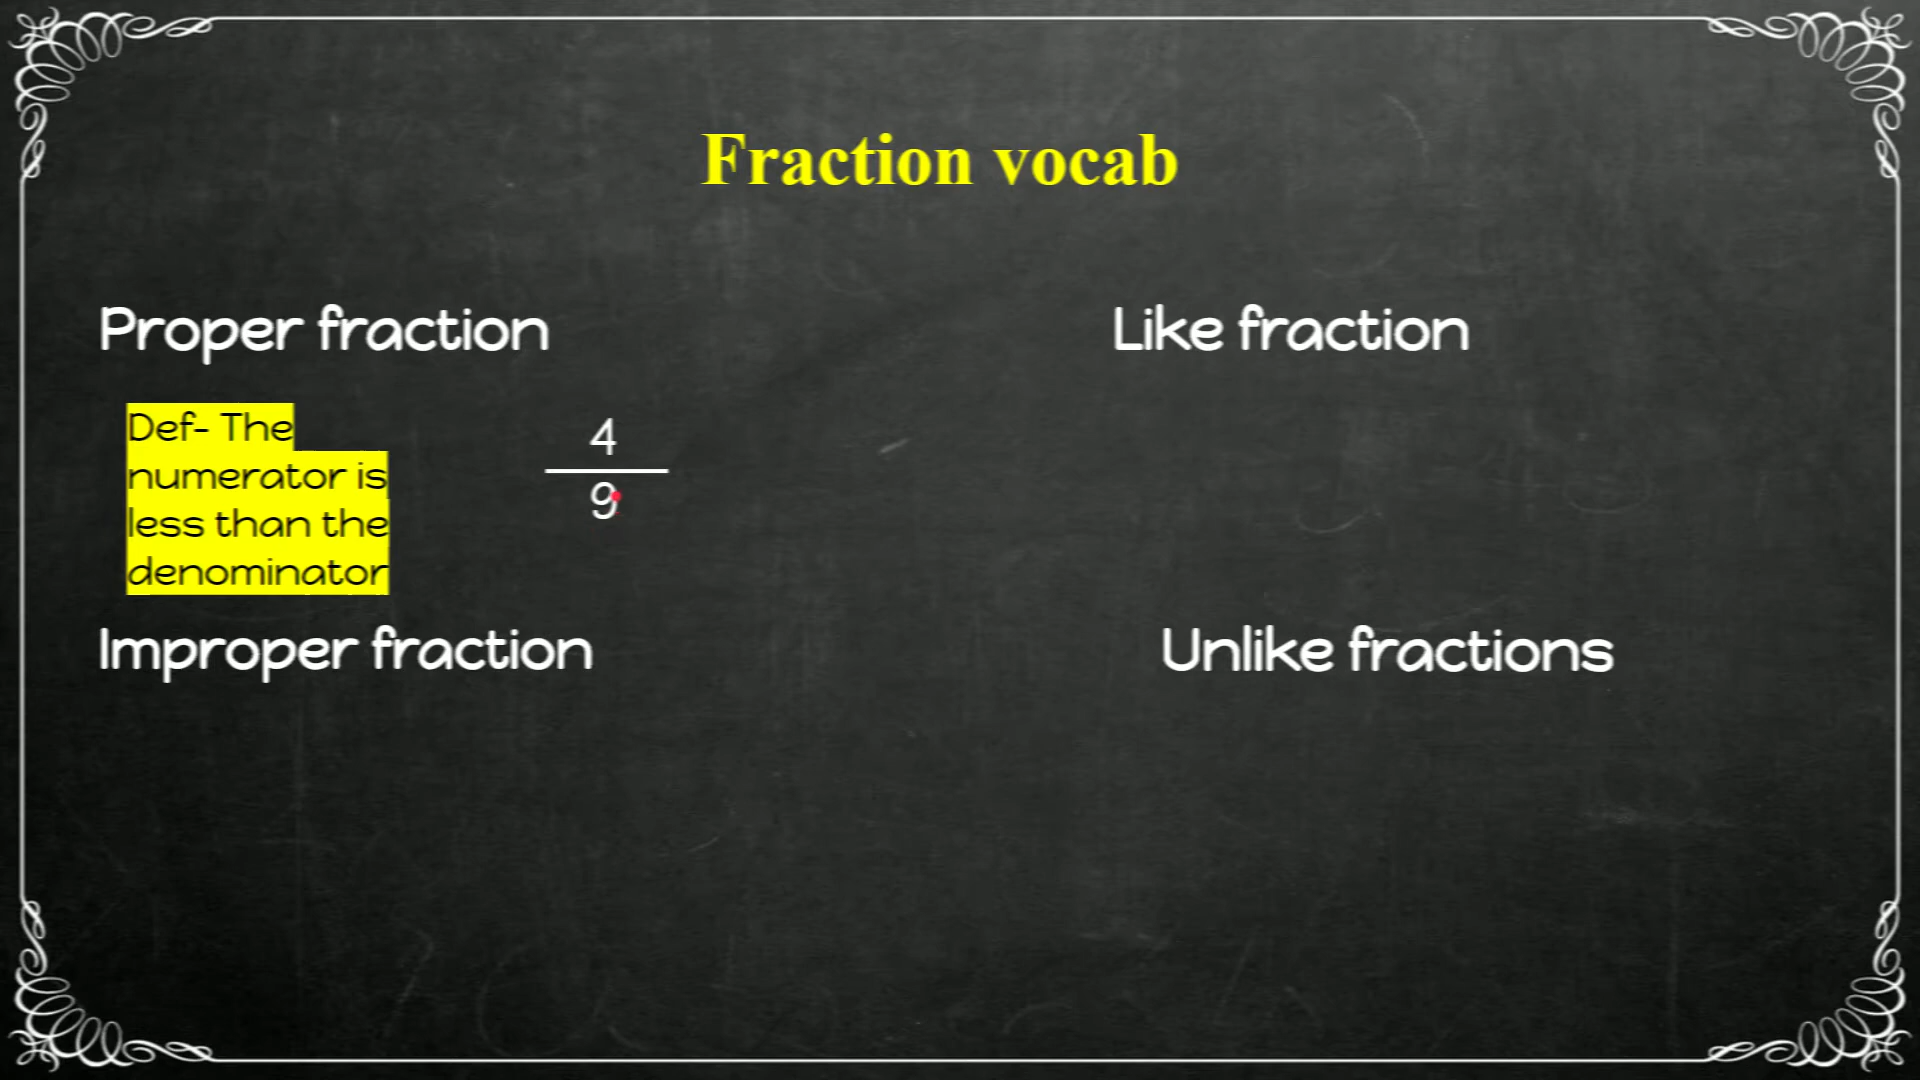 Fraction vocab
Proper fraction
Def- The
numerator is
less than the
denominator
4
9
Improper fraction
Like fraction
Unlike fractions